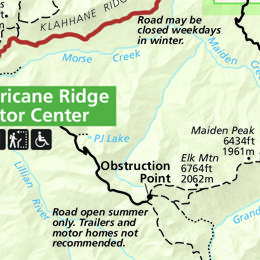 KLAHHANE RIDGE
Road may be
closed weekdays
in winter.
Morse Creek
Maiden Creek
ricane Ridge
tor Center
PJ Lake
Maiden Peak
6434ft
1961m
Obstruction
Point
Elk Mtn
6764ft
2062m
Lillian River
Road open summer
only. Trailers and
motor homes not
recommended.
Grand